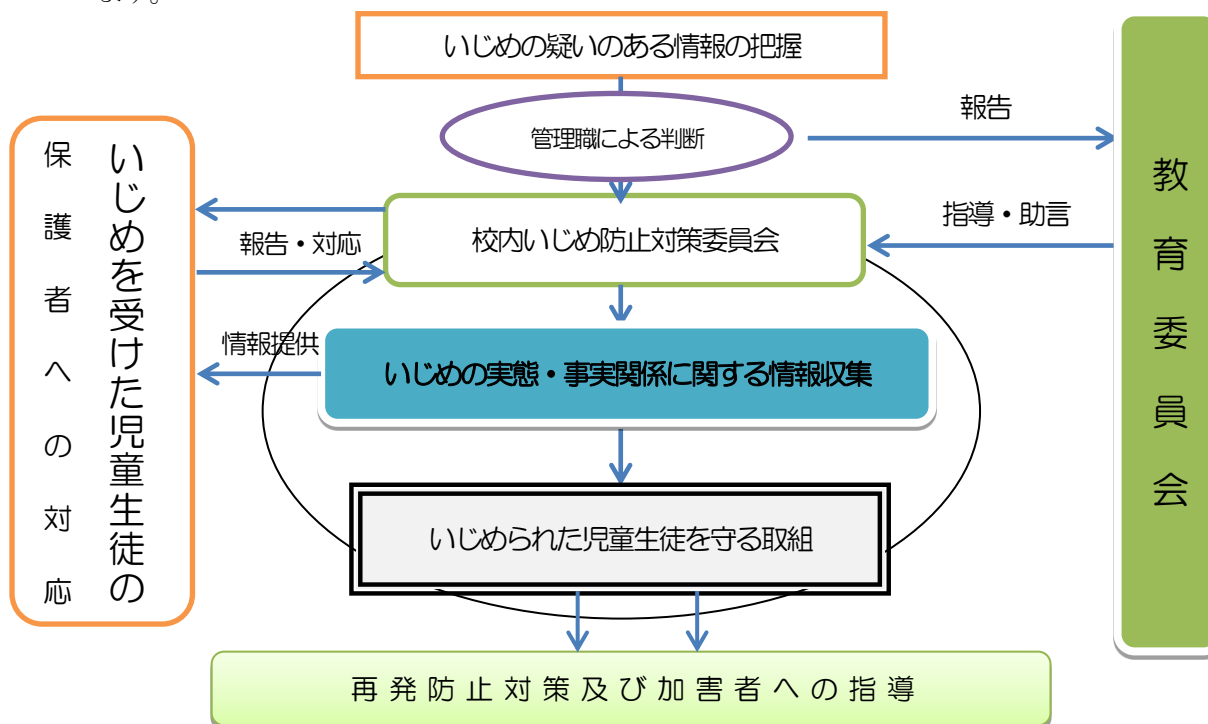 ます。
いじめの疑いのある情報の把握
管理職による判断
報告
教育委員会
指導・助言
校内いじめ防止対策委員会
報告・対応
いじめを受けた児童生徒の
保護者への対応
情報提供
いじめの実態・事実関係に関する情報収集
いじめられた児童生徒を守る取組
再発防止対策及び加害者への指導